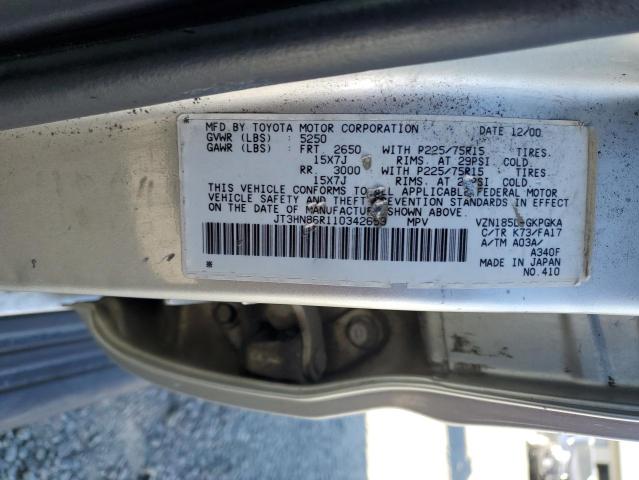 MFD BY TOYOTA MOTOR CORPORATION DATE 12/00
GVWR (LBS) : 5250
GAWR (LBS) : FRT 2650 WITH P225/75R15 TIRES,
15X7J RIMS, AT 29PSI COLD
RR 3000 WITH P225/75R15 TIRES,
15X7J RIMS, AT PSI COLD
THIS VEHICLE CONFORMS TO ALL APPLICABLE FEDERAL MOTOR
VEHICLE SAFETY AND THEFT PREVENTION STANDARDS IN EFFECT
ON THE DATE OF MANUFACTURE SHOWN ABOVE.
MPV VZN185L-GKPGKA
C/TR K73/FA17
A/TM A03A/
A340F
MADE IN JAPAN
NO.410